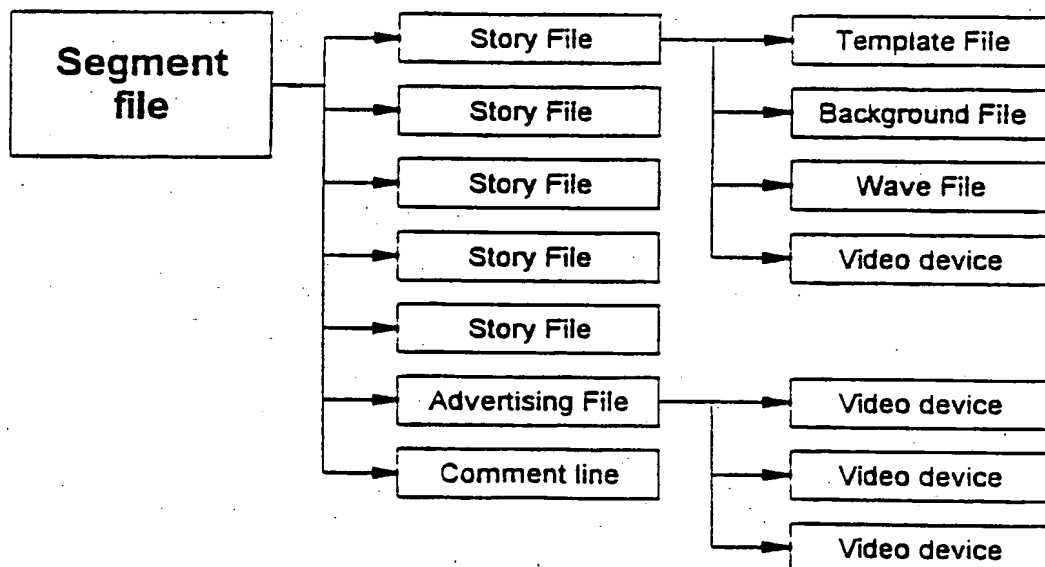 Segment
file
Story File
Story File
Story File
Story File
Story File
Advertising File
Comment line
Template File
Background File
Wave File
Video device
Video device
Video device
Video device